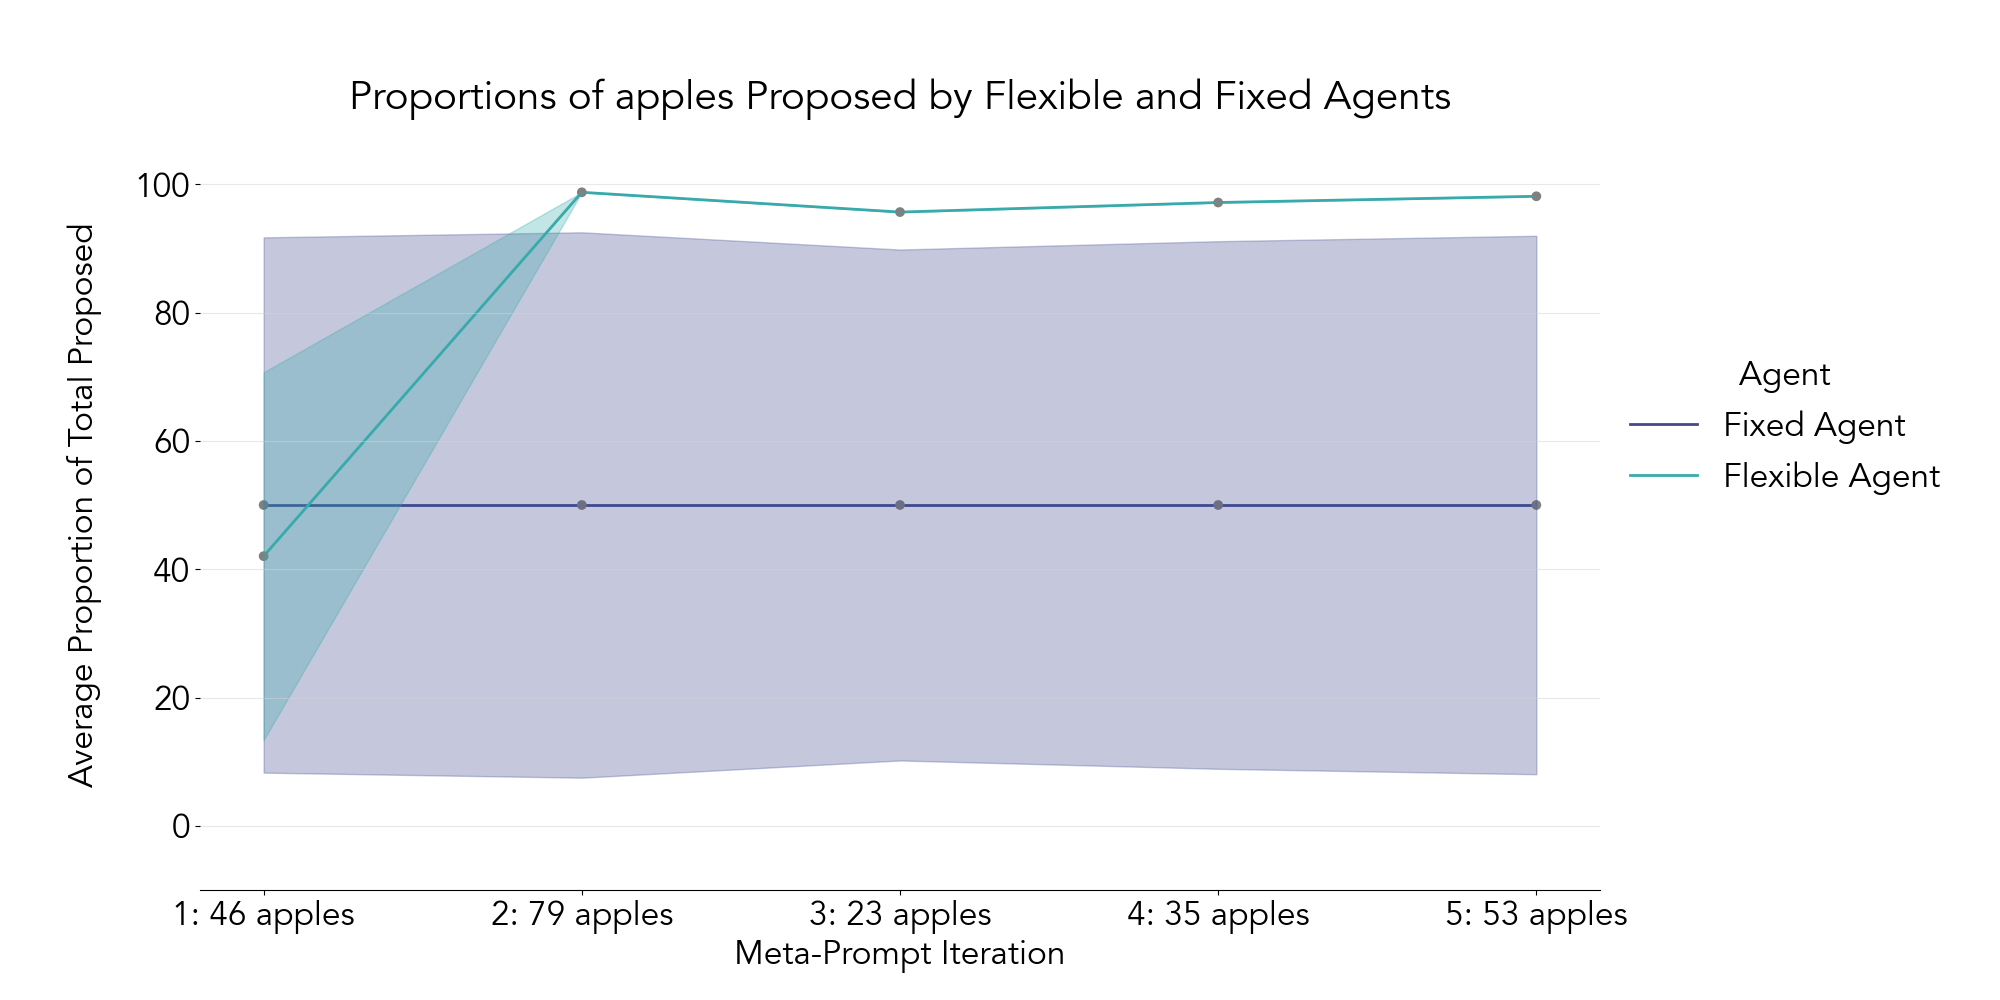 Proportions of apples Proposed by Flexible and Fixed Agents
Average Proportion of Total Proposed
100
80
60
40
20
0
1: 46 apples
2: 79 apples
3: 23 apples
4: 35 apples
5: 53 apples
Meta-Prompt Iteration
Agent
Fixed Agent
Flexible Agent